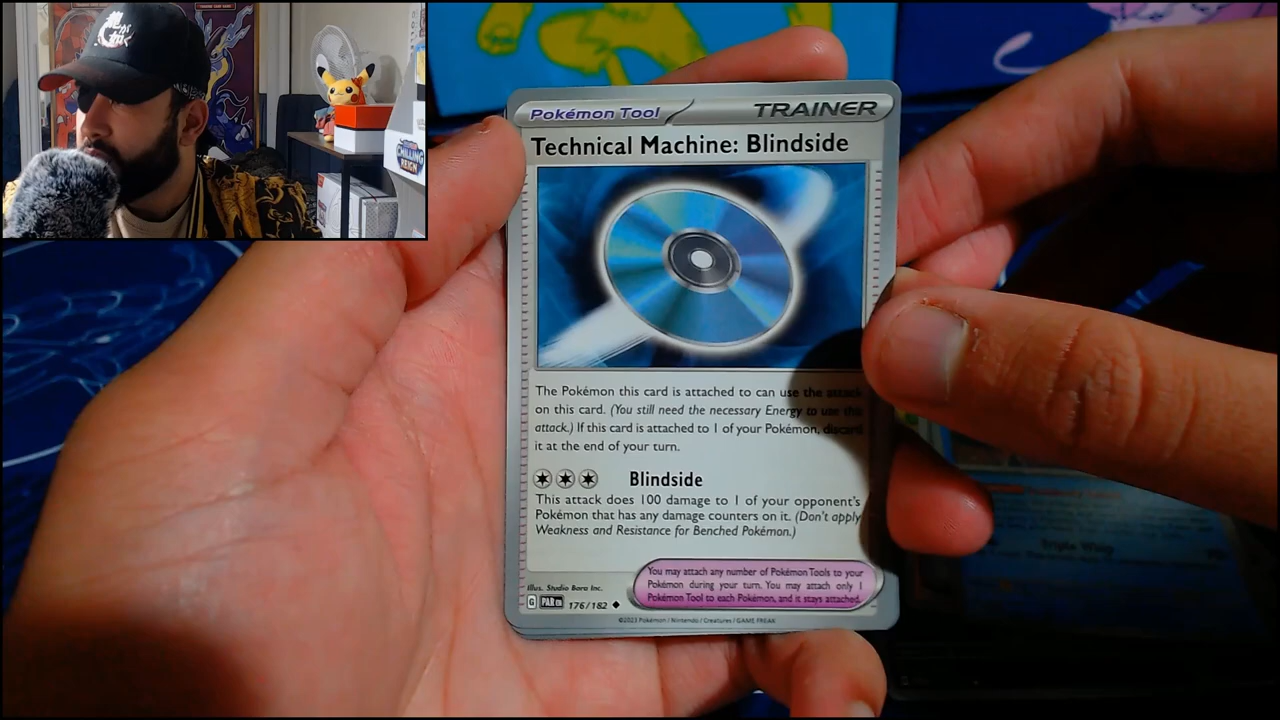 CHILLING
REIGN
Pokémon Tool
TRAINER
Technical Machine: Blindside
The Pokémon this card is attached to can use the attack
on this card. (You still need the necessary Energy to use this
attack.) If this card is attached to 1 of your Pokémon, discard
it at the end of your turn.
Blindside
This attack does 100 damage to 1 of your opponent's
Pokémon that has any damage counters on it. (Don't apply
Weakness and Resistance for Benched Pokémon.)
You may attach any number of Pokémon Tools to your
Pokémon during your turn. You may attach only 1
Pokémon Tool to each Pokémon, and it stays attached.
Illus. Studio Bora Inc.
G PAR EN 176/182
©2023 Pokémon / Nintendo / Creatures / GAME FREAK